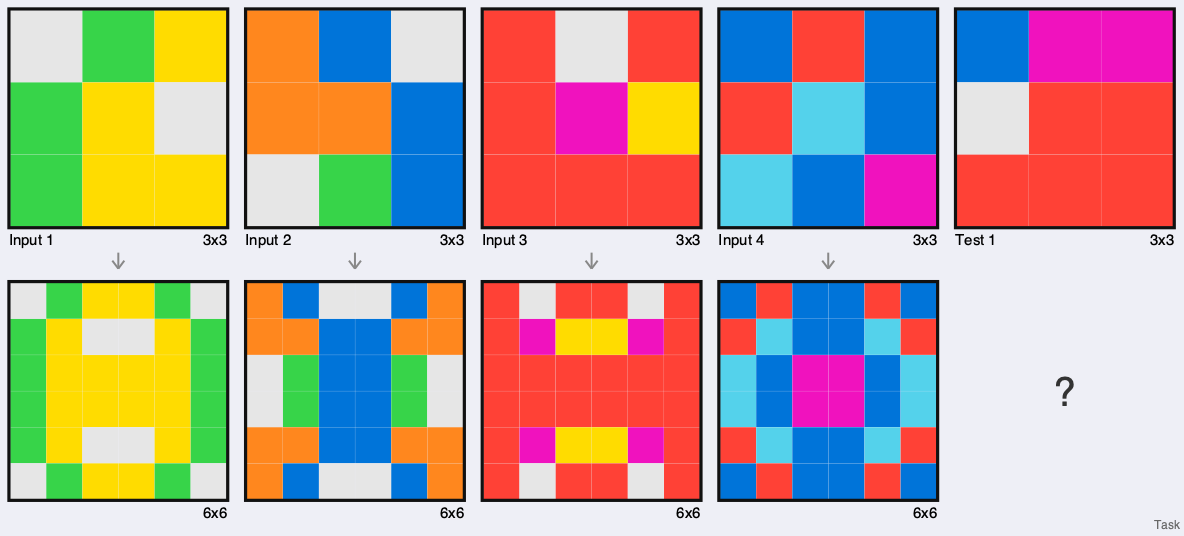 Input 1 3x3
Input 2 3x3
Input 3 3x3
Input 4 3x3
Test 1 3x3
6x6
6x6
6x6
6x6
?
Task